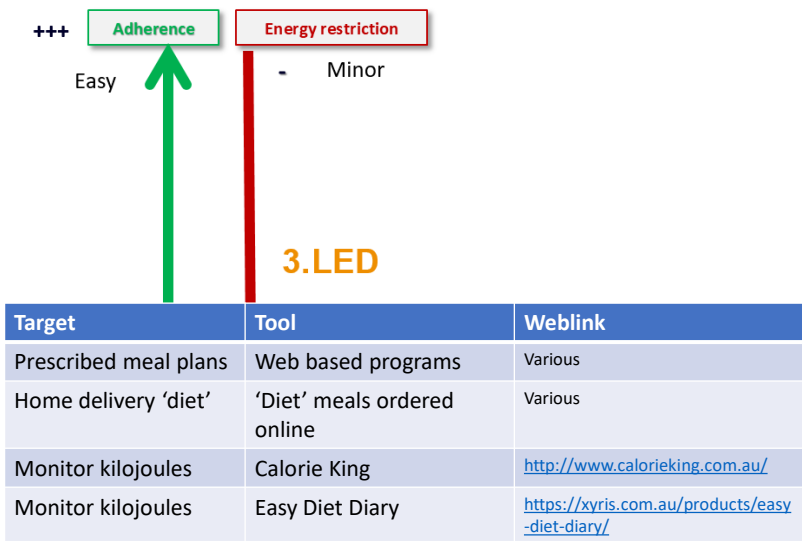 +++ Adherence Energy restriction
Easy - Minor
3.LED
Target Tool Weblink
Prescribed meal plans Web based programs Various
Home delivery ‘diet’ ‘Diet’ meals ordered Various
online
Monitor kilojoules Calorie King http://www.calorieking.com.au/
Monitor kilojoules Easy Diet Diary https://xyris.com.au/products/easy
-diet-diary/